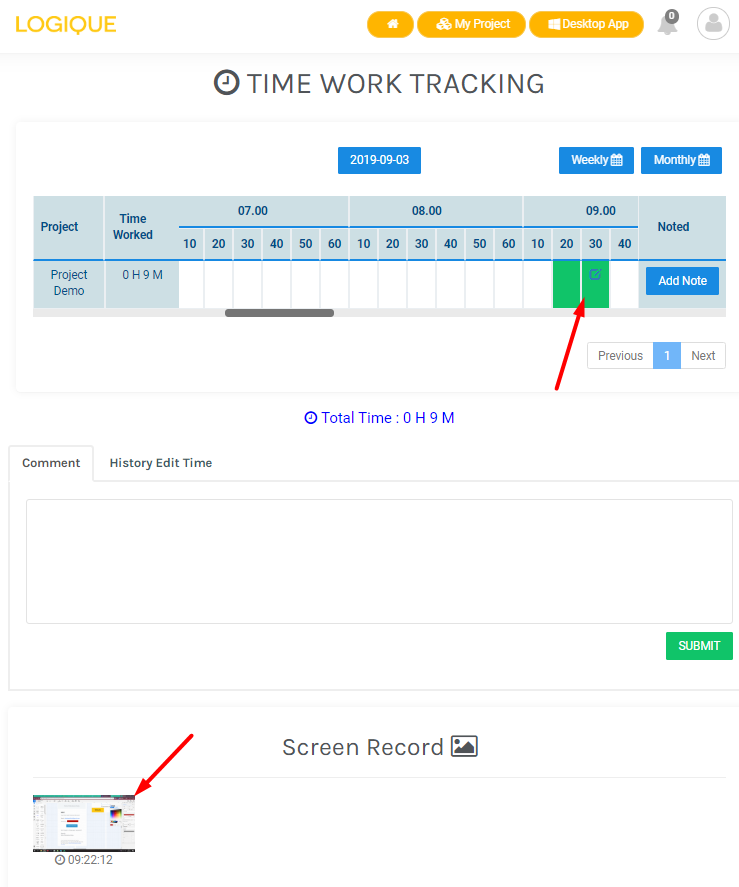 LOGIQUE
My Project
Desktop App
0
TIME WORK TRACKING
2019-09-03
Weekly
Monthly
Project
Time Worked
07.00
08.00
09.00
Noted
10 20 30 40 50 60 10 20 30 40 50 60 10 20 30 40
Project Demo
0 H 9 M
Add Note
Previous 1 Next
Total Time : 0 H 9 M
Comment
History Edit Time
SUBMIT
Screen Record
09:22:12